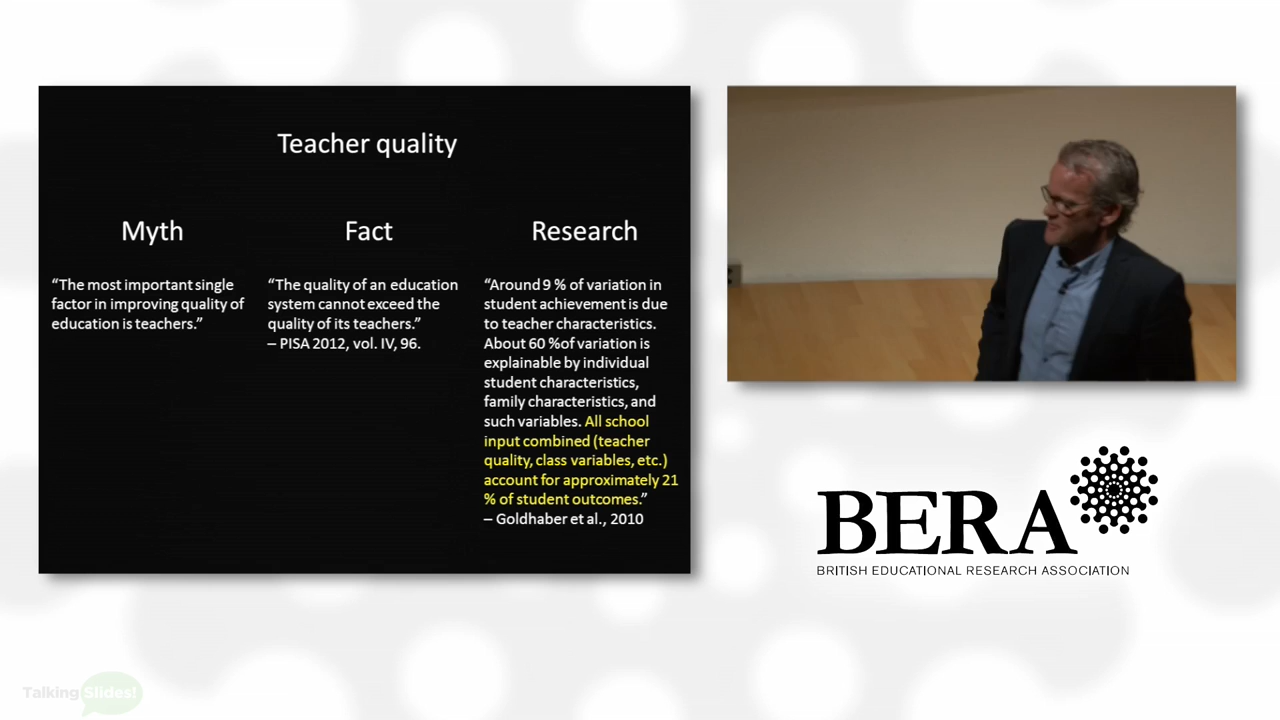 Teacher quality
Myth
“The most important single
factor in improving quality of
education is teachers.”
Fact
“The quality of an education
system cannot exceed the
quality of its teachers.”
– PISA 2012, vol. IV, 96.
Research
“Around 9 % of variation in
student achievement is due
to teacher characteristics.
About 60 %of variation is
explainable by individual
student characteristics,
family characteristics, and
such variables. All school
input combined (teacher
quality, class variables, etc.)
account for approximately 21
% of student outcomes.”
– Goldhaber et al., 2010
BERA
BRITISH EDUCATIONAL RESEARCH ASSOCIATION
Talking Slides!